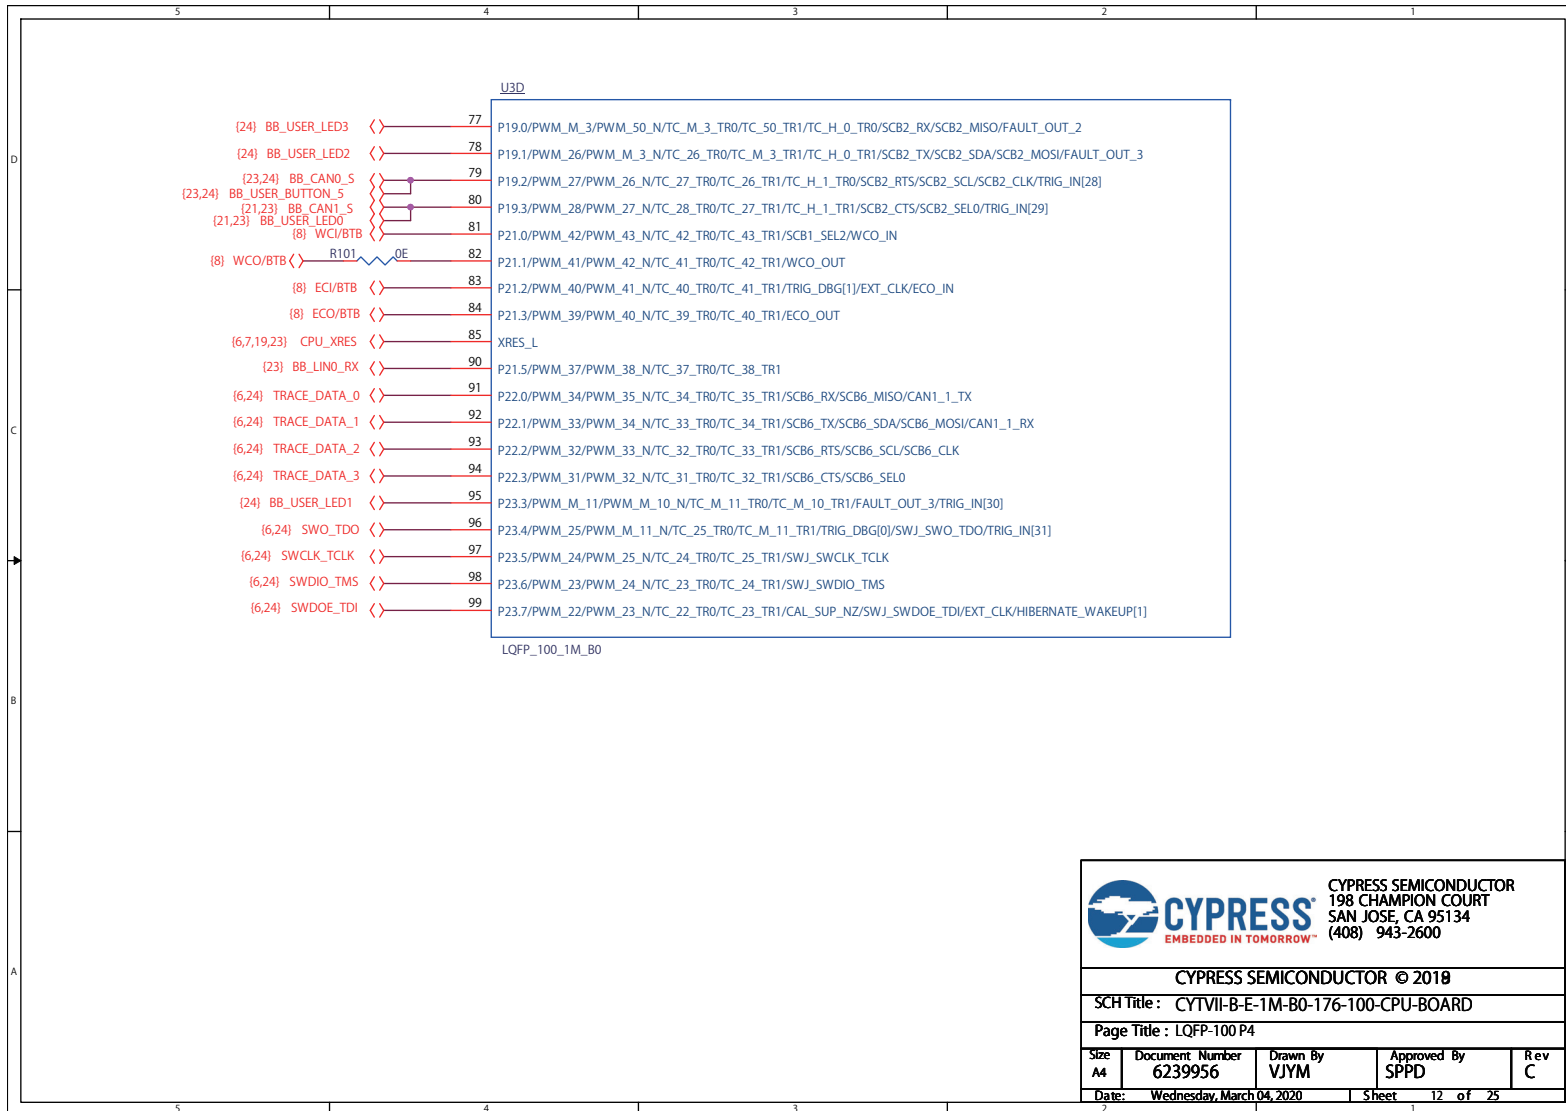 5 4 3 2 1
U3D
{24} BB_USER_LED3 77 P19.0/PWM_M_3/PWM_50_N/TC_M_3_TR0/TC_50_TR1/TC_H_0_TR0/SCB2_RX/SCB2_MISO/FAULT_OUT_2
{24} BB_USER_LED2 78 P19.1/PWM_26/PWM_M_3_N/TC_26_TR0/TC_M_3_TR1/TC_H_0_TR1/SCB2_TX/SCB2_SDA/SCB2_MOSI/FAULT_OUT_3
D
{23,24} BB_CAN0_S 79 P19.2/PWM_27/PWM_26_N/TC_27_TR0/TC_26_TR1/TC_H_1_TR0/SCB2_RTS/SCB2_SCL/SCB2_CLK/TRIG_IN[28]
{23,24} BB_USER_BUTTON_5
{21,23} BB_CAN1_S 80 P19.3/PWM_28/PWM_27_N/TC_28_TR0/TC_27_TR1/TC_H_1_TR1/SCB2_CTS/SCB2_SEL0/TRIG_IN[29]
{21,23} BB_USER_LED0
{8} WCI/BTB 81 P21.0/PWM_42/PWM_43_N/TC_42_TR0/TC_43_TR1/SCB1_SEL2/WCO_IN
{8} WCO/BTB R101 0E 82 P21.1/PWM_41/PWM_42_N/TC_41_TR0/TC_42_TR1/WCO_OUT
{8} ECI/BTB 83 P21.2/PWM_40/PWM_41_N/TC_40_TR0/TC_41_TR1/TRIG_DBG[1]/EXT_CLK/ECO_IN
{8} ECO/BTB 84 P21.3/PWM_39/PWM_40_N/TC_39_TR0/TC_40_TR1/ECO_OUT
{6,7,19,23} CPU_XRES 85 XRES_L
{23} BB_LIN0_RX 90 P21.5/PWM_37/PWM_38_N/TC_37_TR0/TC_38_TR1
{6,24} TRACE_DATA_0 91 P22.0/PWM_34/PWM_35_N/TC_34_TR0/TC_35_TR1/SCB6_RX/SCB6_MISO/CAN1_1_TX
{6,24} TRACE_DATA_1 92 P22.1/PWM_33/PWM_34_N/TC_33_TR0/TC_34_TR1/SCB6_TX/SCB6_SDA/SCB6_MOSI/CAN1_1_RX
C
{6,24} TRACE_DATA_2 93 P22.2/PWM_32/PWM_33_N/TC_32_TR0/TC_33_TR1/SCB6_RTS/SCB6_SCL/SCB6_CLK
{6,24} TRACE_DATA_3 94 P22.3/PWM_31/PWM_32_N/TC_31_TR0/TC_32_TR1/SCB6_CTS/SCB6_SEL0
{24} BB_USER_LED1 95 P23.3/PWM_M_11/PWM_M_10_N/TC_M_11_TR0/TC_M_10_TR1/FAULT_OUT_3/TRIG_IN[30]
{6,24} SWO_TDO 96 P23.4/PWM_25/PWM_M_11_N/TC_25_TR0/TC_M_11_TR1/TRIG_DBG[0]/SWJ_SWO_TDO/TRIG_IN[31]
{6,24} SWCLK_TCLK 97 P23.5/PWM_24/PWM_25_N/TC_24_TR0/TC_25_TR1/SWJ_SWCLK_TCLK
{6,24} SWDIO_TMS 98 P23.6/PWM_23/PWM_24_N/TC_23_TR0/TC_24_TR1/SWJ_SWDIO_TMS
{6,24} SWDOE_TDI 99 P23.7/PWM_22/PWM_23_N/TC_22_TR0/TC_23_TR1/CAL_SUP_NZ/SWJ_SWDOE_TDI/EXT_CLK/HIBERNATE_WAKEUP[1]
LQFP_100_1M_B0
B
A
CYPRESS
EMBEDDED IN TOMORROW™
CYPRESS SEMICONDUCTOR
198 CHAMPION COURT
SAN JOSE, CA 95134
(408) 943-2600
CYPRESS SEMICONDUCTOR ©
SCH Title : CYTVII-B-E-1M-B0-176-100-CPU-BOARD
Page Title : LQFP-100 P4
Size Document Number Drawn By Approved By Rev
A4 6239956 VJYM SPPD C
Date: Wednesday, March 04, 2020 Sheet 12 of 25
5 4 3 2 1